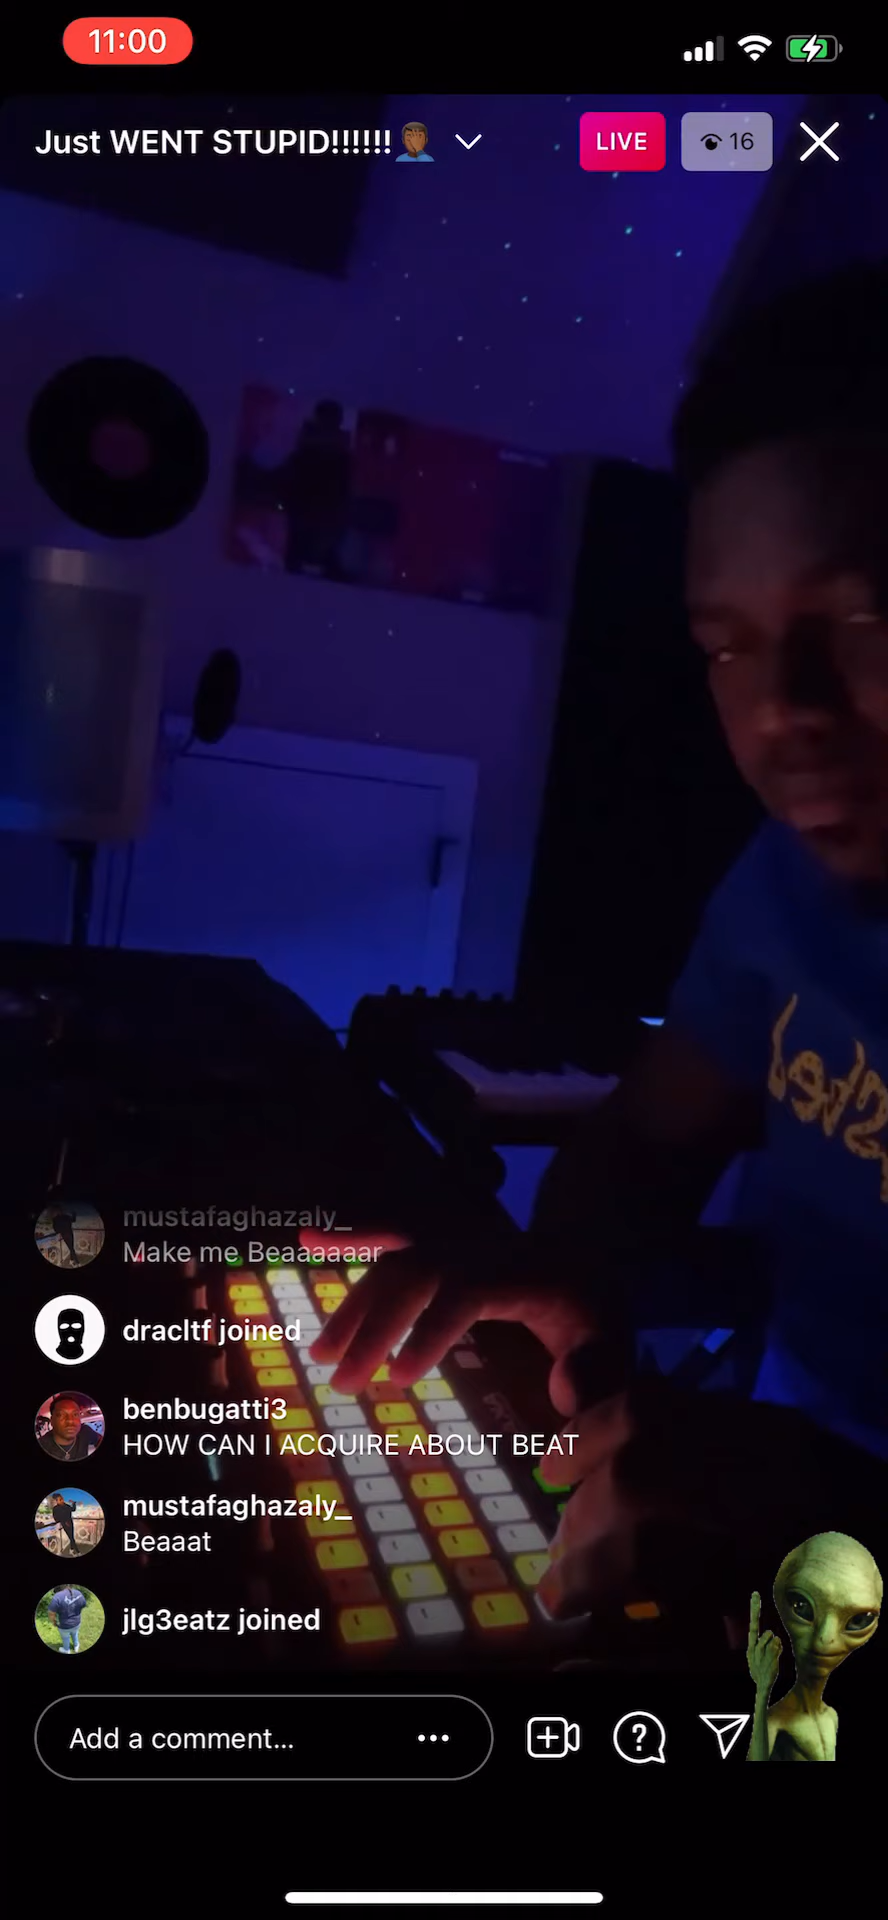 11:00
Just WENT STUPID!!!!!!🤦🏾‍♂️
LIVE
16
mustafaghazaly_
Make me Beaaaaaar
dracltf joined
benbugatti3
HOW CAN I ACQUIRE ABOUT BEAT
mustafaghazaly_
Beaaat
jlg3eatz joined
Add a comment...